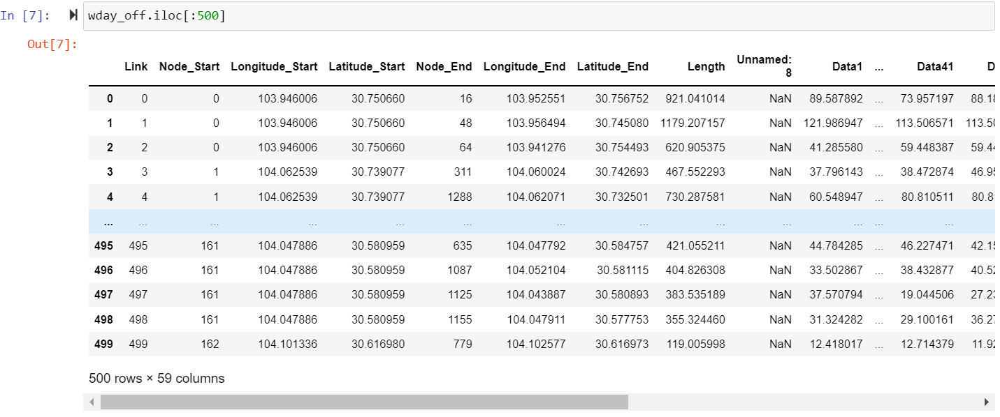 In [7]: wday_off.iloc[:500]
Out[7]:
Link Node_Start Longitude_Start Latitude_Start Node_End Longitude_End Latitude_End Length Unnamed: 8 Data1 ... Data41 D
0 0 0 103.946006 30.750660 16 103.952551 30.756752 921.041014 NaN 89.587892 ... 73.957197 88.18
1 1 0 103.946006 30.750660 48 103.956494 30.745080 1179.207157 NaN 121.986947 ... 113.506571 113.50
2 2 0 103.946006 30.750660 64 103.941276 30.754493 620.905375 NaN 41.285580 ... 59.448387 59.44
3 3 1 104.062539 30.739077 311 104.060024 30.742693 467.552293 NaN 37.796143 ... 38.472874 46.95
4 4 1 104.062539 30.739077 1288 104.062071 30.732501 730.287581 NaN 60.548947 ... 80.810511 80.8
... ... ... ... ... ... ... ... ... ... ... ... ...
495 495 161 104.047886 30.580959 635 104.047792 30.584757 421.055211 NaN 44.784285 ... 46.227471 42.15
496 496 161 104.047886 30.580959 1087 104.052104 30.581115 404.826308 NaN 33.502867 ... 38.432877 40.52
497 497 161 104.047886 30.580959 1125 104.043887 30.580893 383.535189 NaN 37.570794 ... 19.044506 27.23
498 498 161 104.047886 30.580959 1155 104.047911 30.577753 355.324460 NaN 31.324282 ... 29.100161 36.27
499 499 162 104.101336 30.616980 779 104.102577 30.616973 119.005998 NaN 12.418017 ... 12.714379 11.92
500 rows × 59 columns